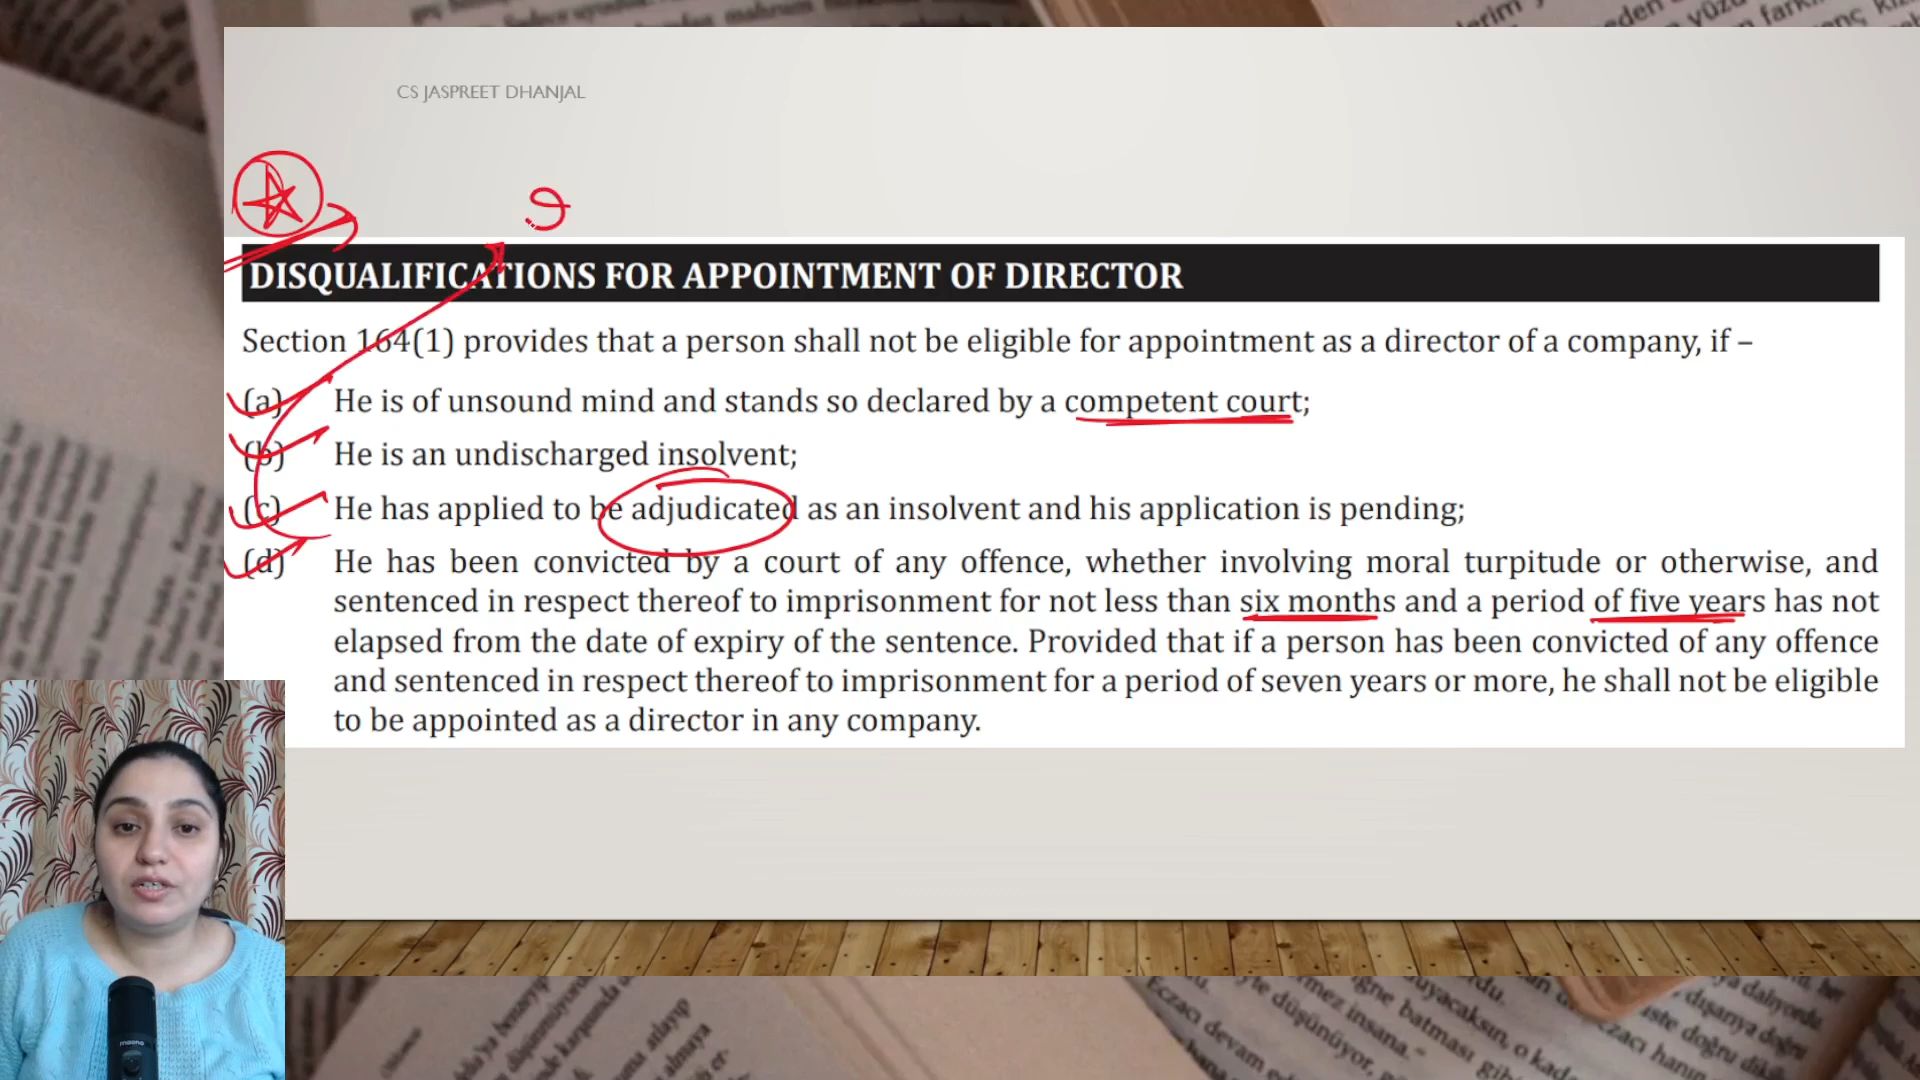 CS JASPREET DHANJAL
DISQUALIFICATIONS FOR APPOINTMENT OF DIRECTOR
Section 164(1) provides that a person shall not be eligible for appointment as a director of a company, if –
(a) He is of unsound mind and stands so declared by a competent court;
(b) He is an undischarged insolvent;
(c) He has applied to be adjudicated as an insolvent and his application is pending;
(d) He has been convicted by a court of any offence, whether involving moral turpitude or otherwise, and
sentenced in respect thereof to imprisonment for not less than six months and a period of five years has not
elapsed from the date of expiry of the sentence. Provided that if a person has been convicted of any offence
and sentenced in respect thereof to imprisonment for a period of seven years or more, he shall not be eligible
to be appointed as a director in any company.
maono